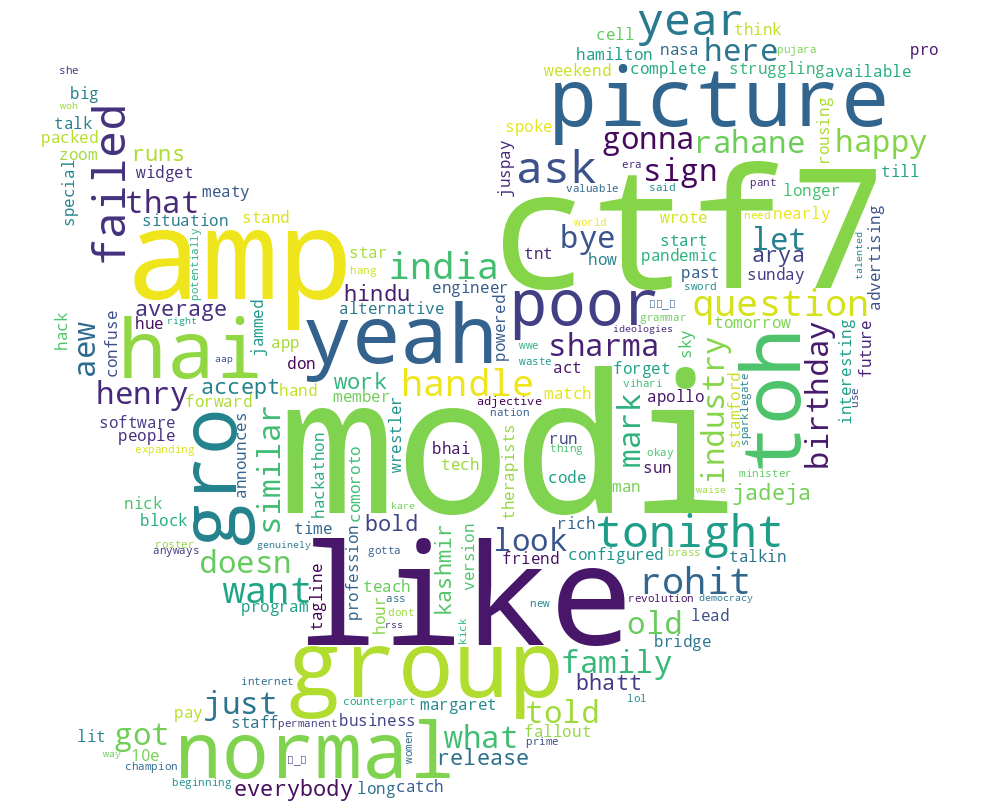 year
think
cell
she
hamilton
nasa
here
pujara
pro
weekend
complete
struggling
available
big
woh
picture
talk
packed
spoke
gonna
rahane
rousing
happy
zoom
runs
failed
juspay
ask
era
sign
till
widget
special
that
meaty
valuable
said
pant
longer
situation
stand
amp
ctf7
world
wrote
need
nearly
potentially
star
hang
india
tnt
bye
how
start
pandemic
let
arya
talented
advertising
hindu
engineer
past
sunday
average
alternative
powered
poor
sword
question
hack
aew
confuse
hue
right
jammed
yeah
grammar
ideologies
tomorrow
hai
app
don
wwe
sharma
sky
toh
birthday
interesting
future
aap
waste
act
forget
henry
accept
work
handle
match
vihari
apollo
industry
stamford
sparklegate
use
forward
hand
member
adjective
nation
mark
software
people
gro
modi
expanding
announces
similar
hackathon
comoroto
wrestler
bhai
tech
therapists
run
thing
code
okay
sun
man
minister
waise
jadeja
nick
block
kare
time
bold
look
rich
tonight
roster
anyways
genuinely
profession
gotta
kashmir
version
friend
configured
brass
talkin
doesn
want
like
teach
rohit
program
tagline
hour
ass
dont
rss
kick
new
revolution
democracy
old
lead
bridge
group
family
internet
bhatt
pay
just
counterpart
margaret
told
lol
staff
permanent
business
lit
got
normal
what
fallout
way
10e
women
prime
release
champion
beginning
everybody
long
catch